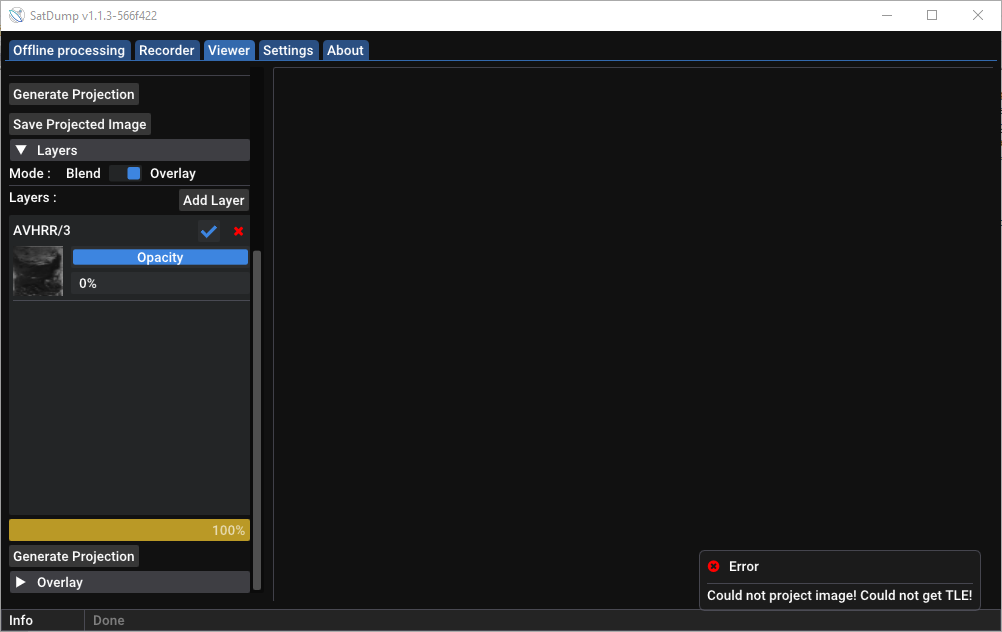 SatDump v1.1.3-566f422
Offline processing Recorder Viewer Settings About
Generate Projection
Save Projected Image
Layers
Mode : Blend Overlay
Layers : Add Layer
AVHRR/3
Opacity
0%
100%
Generate Projection
Overlay
Error
Could not project image! Could not get TLE!
Info Done